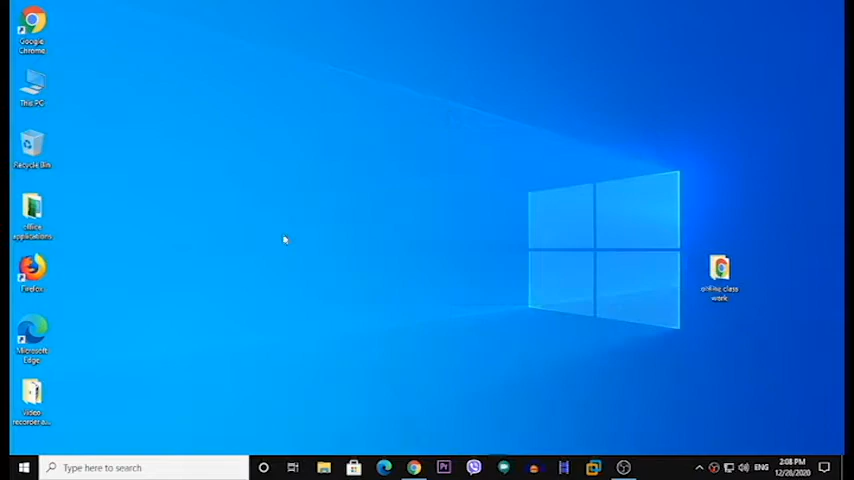 Google
Chrome
This PC
Recycle Bin
office
applications
Firefox
Microsoft
Edge
video
recorder a...
online class
work
Type here to search
Pr
ENG
2:08 PM
12/28/2020